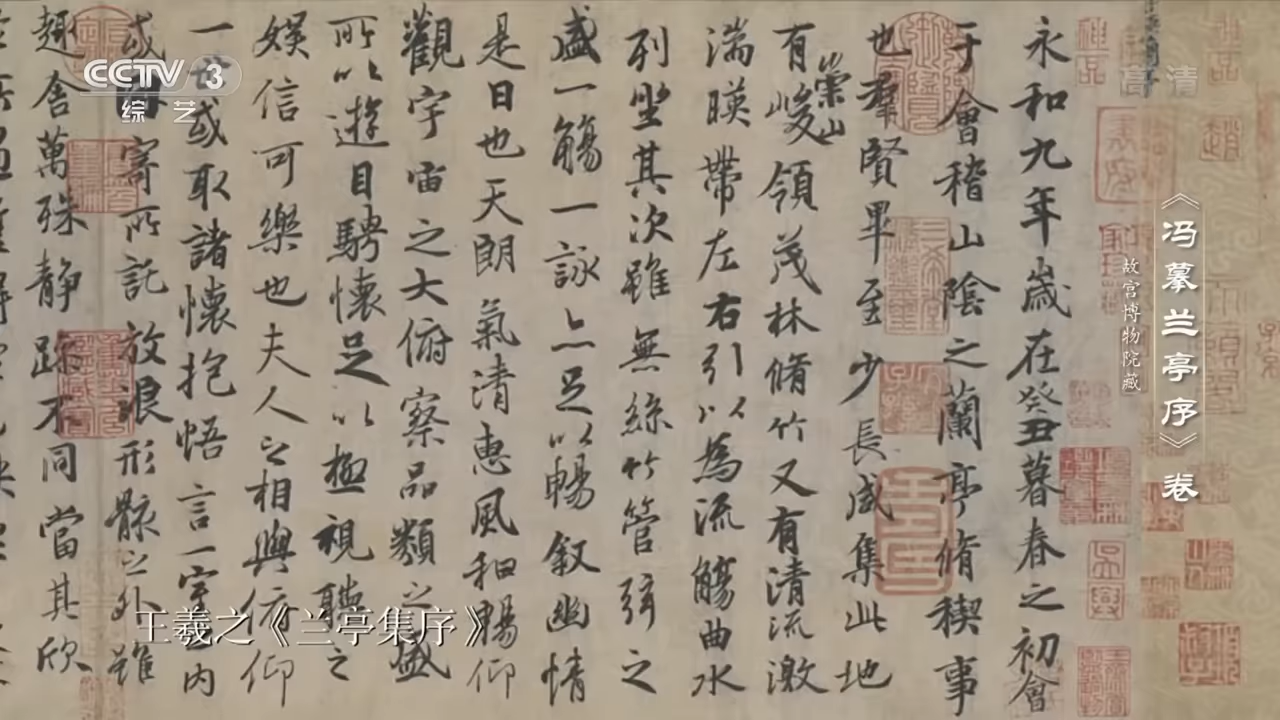 永和九年歲在癸丑暮春之初會
于會稽山陰之蘭亭脩稧事
也羣賢畢至少長咸集此地
有崇山峻領茂林脩竹又有清流激
湍暎帶左右引以為流觴曲水
列坐其次雖無絲竹管弦之
盛一觴一詠亦足以暢叙幽情
是日也天朗氣清惠風和暢仰
觀宇宙之大俯察品類之盛
所以遊目騁懷足以極視聽之
娛信可樂也夫人之相與俯仰
一世或取諸懷抱悟言一室之內
或因寄所託放浪形骸之外雖
趣舍萬殊静躁不同當其欣
《冯摹兰亭序》卷
故宫博物院藏
CCTV 3
综艺
高清
王羲之《兰亭集序》